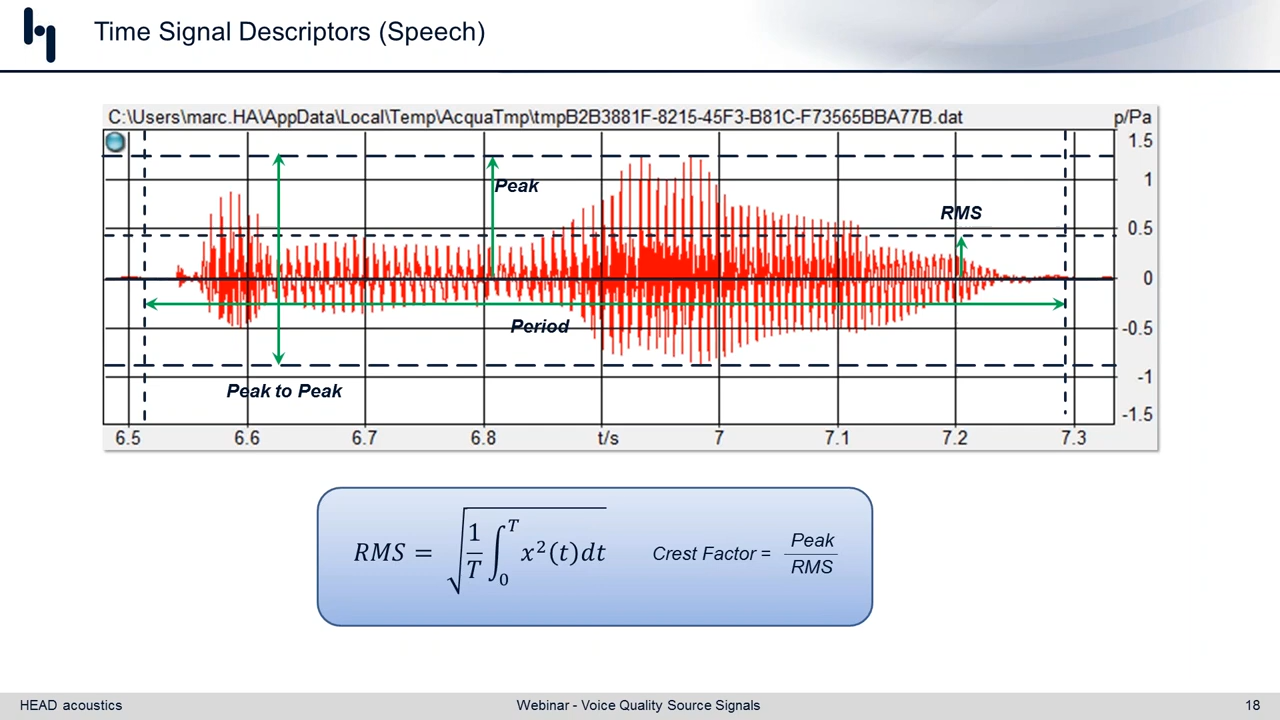 Time Signal Descriptors (Speech)
C:\Users\marc.HA\AppData\Local\Temp\AcquaTmp\tmpB2B3881F-8215-45F3-B81C-F73565BBA77B.dat p/Pa
1.5
Peak
1
RMS
0.5
0
Period
-0.5
Peak to Peak
-1
-1.5
6.5 6.6 6.7 6.8 t/s 7 7.1 7.2 7.3
RMS = √ 1/T ∫₀ᵀ x²(t)dt
Crest Factor = Peak / RMS
HEAD acoustics Webinar - Voice Quality Source Signals 18